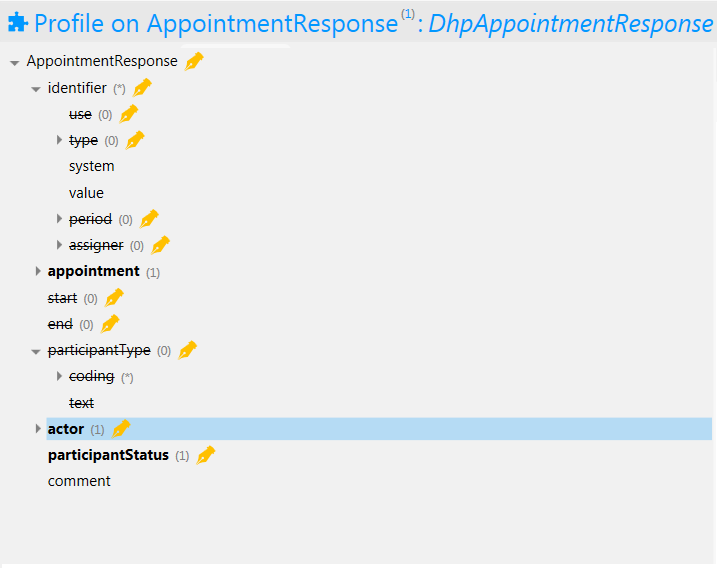 Profile on AppointmentResponse(1): DhpAppointmentResponse
AppointmentResponse
identifier (*)
use (0)
type (0)
system
value
period (0)
assigner (0)
appointment (1)
start (0)
end (0)
participantType (0)
coding (*)
text
actor (1)
participantStatus (1)
comment